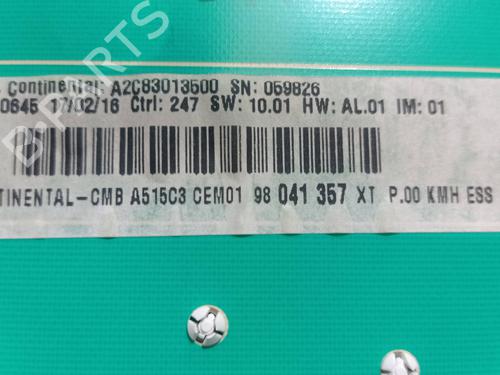 Continental: A2C83013500 SN: 059826
0645 17/02/16 Ctrl: 247 SW: 10.01 HW: AL.01 IM: 01
TINENTAL-CMB A515C3 CEM01 98 041 357 XT P.00 KMH ESS
B-PARTS